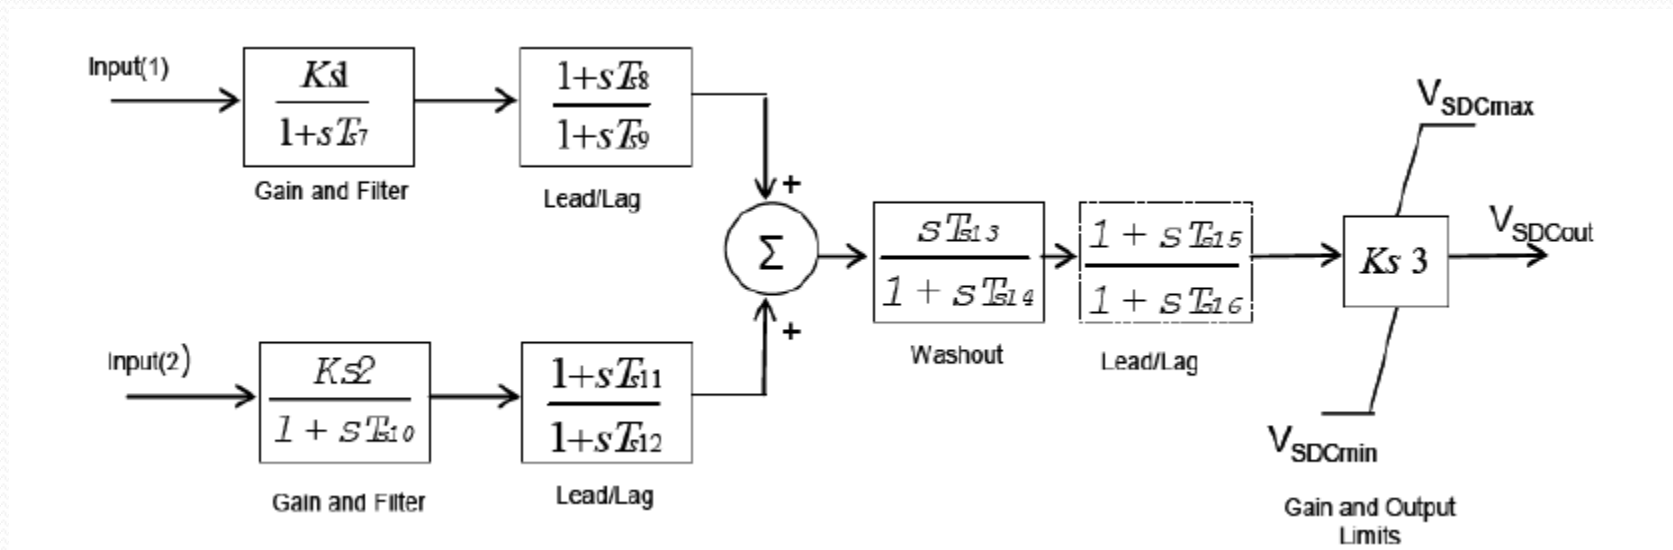 Input(1)
Ks1
1+sTs7
Gain and Filter
1+sTs8
1+sTs9
Lead/Lag
+
Σ
+
Input(2)
Ks2
1+sTs10
Gain and Filter
1+sTs11
1+sTs12
Lead/Lag
sTs13
1+sTs14
Washout
1+sTs15
1+sTs16
Lead/Lag
VSDCmax
Ks 3
VSDCout
VSDCmin
Gain and Output
Limits